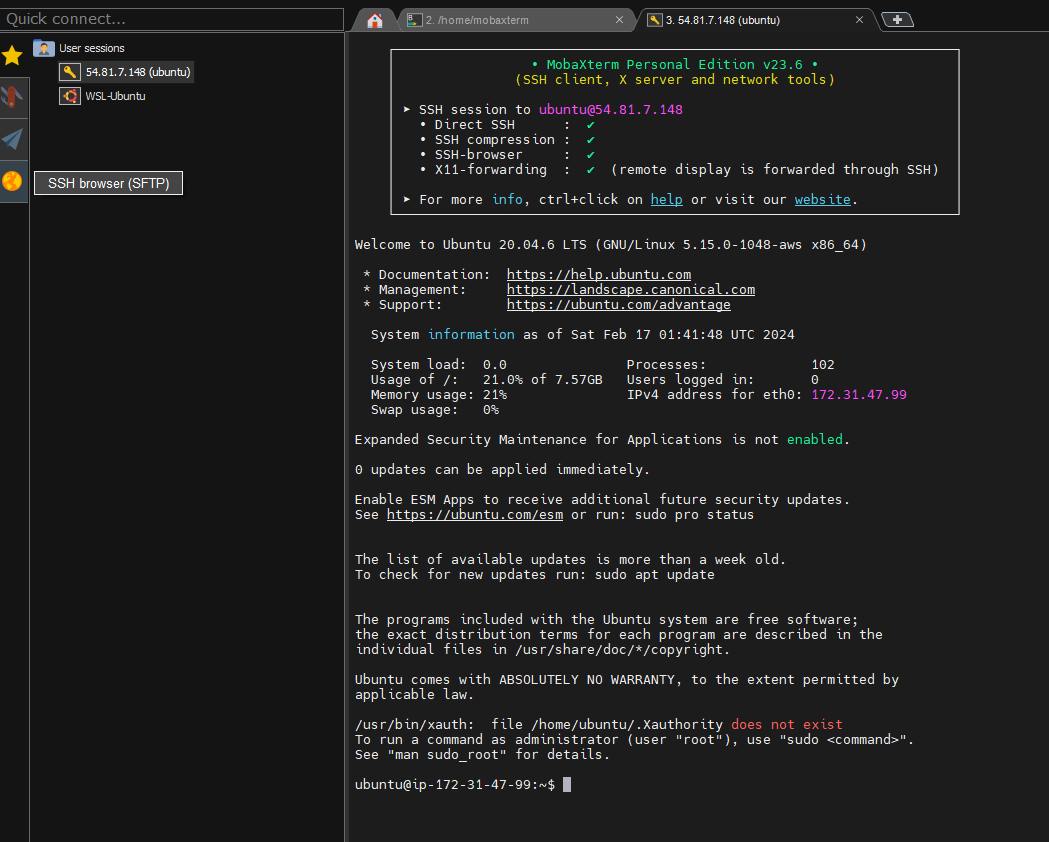 Quick connect...
2. /home/mobaxterm
3. 54.81.7.148 (ubuntu)
User sessions
54.81.7.148 (ubuntu)
WSL-Ubuntu
SSH browser (SFTP)
• MobaXterm Personal Edition v23.6 •
(SSH client, X server and network tools)
➤ SSH session to ubuntu@54.81.7.148
• Direct SSH : ✔
• SSH compression : ✔
• SSH-browser : ✔
• X11-forwarding : ✔ (remote display is forwarded through SSH)
➤ For more info, ctrl+click on help or visit our website.
Welcome to Ubuntu 20.04.6 LTS (GNU/Linux 5.15.0-1048-aws x86_64)
* Documentation: https://help.ubuntu.com
* Management: https://landscape.canonical.com
* Support: https://ubuntu.com/advantage
System information as of Sat Feb 17 01:41:48 UTC 2024
System load: 0.0 Processes: 102
Usage of /: 21.0% of 7.57GB Users logged in: 0
Memory usage: 21% IPv4 address for eth0: 172.31.47.99
Swap usage: 0%
Expanded Security Maintenance for Applications is not enabled.
0 updates can be applied immediately.
Enable ESM Apps to receive additional future security updates.
See https://ubuntu.com/esm or run: sudo pro status
The list of available updates is more than a week old.
To check for new updates run: sudo apt update
The programs included with the Ubuntu system are free software;
the exact distribution terms for each program are described in the
individual files in /usr/share/doc/*/copyright.
Ubuntu comes with ABSOLUTELY NO WARRANTY, to the extent permitted by
applicable law.
/usr/bin/xauth: file /home/ubuntu/.Xauthority does not exist
To run a command as administrator (user "root"), use "sudo <command>".
See "man sudo_root" for details.
ubuntu@ip-172-31-47-99:~$